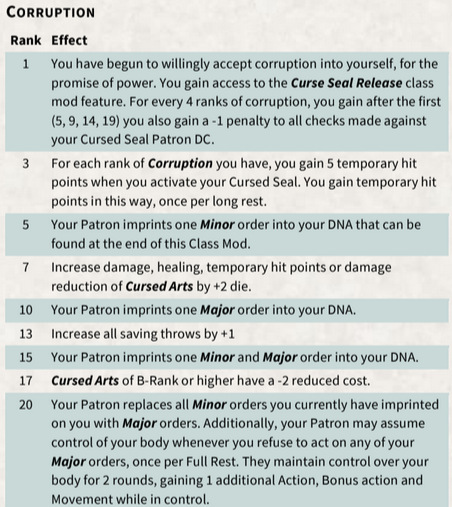 CORRUPTION
Rank Effect
1 You have begun to willingly accept corruption into yourself, for the
promise of power. You gain access to the Curse Seal Release class
mod feature. For every 4 ranks of corruption, you gain after the first
(5, 9, 14, 19) you also gain a -1 penalty to all checks made against
your Cursed Seal Patron DC.
3 For each rank of Corruption you have, you gain 5 temporary hit
points when you activate your Cursed Seal. You gain temporary hit
points in this way, once per long rest.
5 Your Patron imprints one Minor order into your DNA that can be
found at the end of this Class Mod.
7 Increase damage, healing, temporary hit points or damage
reduction of Cursed Arts by +2 die.
10 Your Patron imprints one Major order into your DNA.
13 Increase all saving throws by +1
15 Your Patron imprints one Minor and Major order into your DNA.
17 Cursed Arts of B-Rank or higher have a -2 reduced cost.
20 Your Patron replaces all Minor orders you currently have imprinted
on you with Major orders. Additionally, your Patron may assume
control of your body whenever you refuse to act on any of your
Major orders, once per Full Rest. They maintain control over your
body for 2 rounds, gaining 1 additional Action, Bonus action and
Movement while in control.